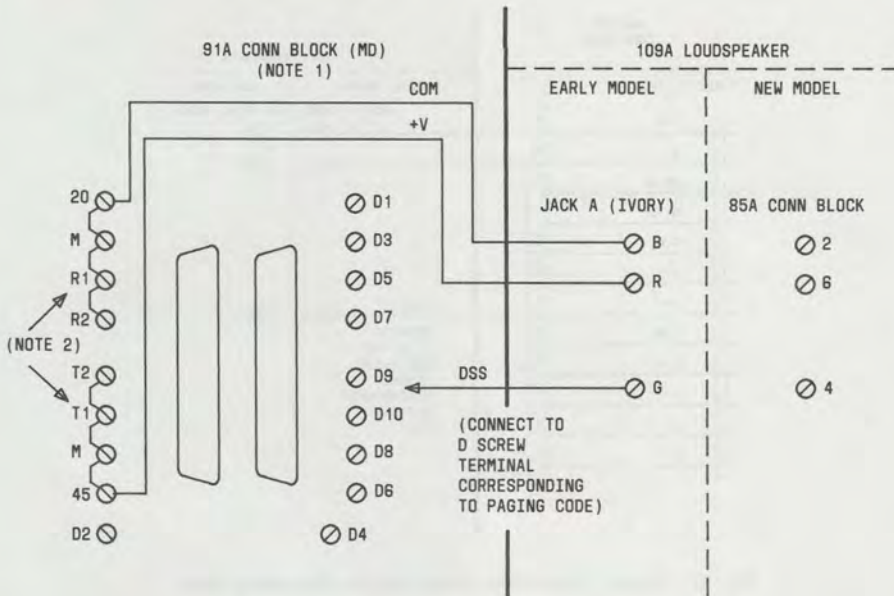 91A CONN BLOCK (MD)
(NOTE 1)
109A LOUDSPEAKER
EARLY MODEL
NEW MODEL
COM
+V
JACK A (IVORY)
85A CONN BLOCK
20
M
R1
R2
(NOTE 2)
T2
T1
M
45
D2
D1
D3
D5
D7
D9
D10
D8
D6
D4
B
R
G
2
6
4
DSS
(CONNECT TO
D SCREW
TERMINAL
CORRESPONDING
TO PAGING CODE)